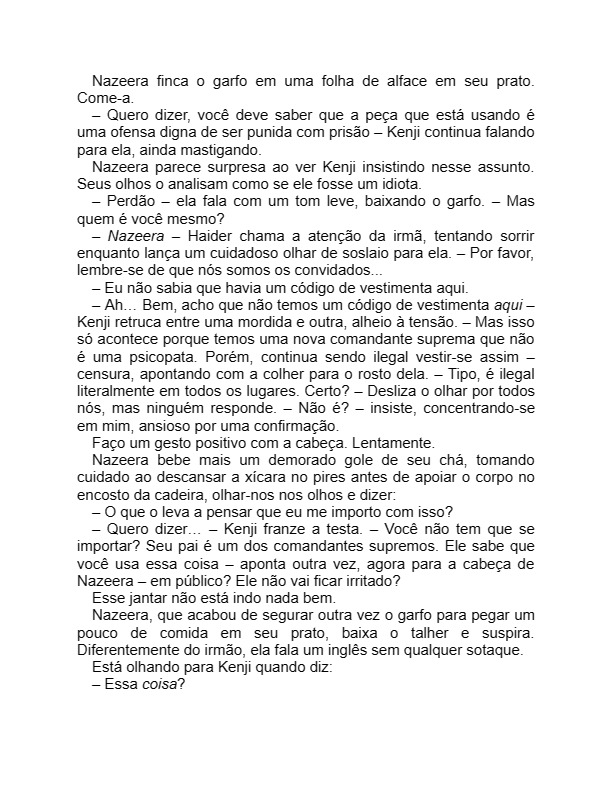 Nazeera finca o garfo em uma folha de alface em seu prato.
Come-a.
– Quero dizer, você deve saber que a peça que está usando é
uma ofensa digna de ser punida com prisão – Kenji continua falando
para ela, ainda mastigando.
Nazeera parece surpresa ao ver Kenji insistindo nesse assunto.
Seus olhos o analisam como se ele fosse um idiota.
– Perdão – ela fala com um tom leve, baixando o garfo. – Mas
quem é você mesmo?
– Nazeera – Haider chama a atenção da irmã, tentando sorrir
enquanto lança um cuidadoso olhar de soslaio para ela. – Por favor,
lembre-se de que nós somos os convidados...
– Eu não sabia que havia um código de vestimenta aqui.
– Ah… Bem, acho que não temos um código de vestimenta aqui –
Kenji retruca entre uma mordida e outra, alheio à tensão. – Mas isso
só acontece porque temos uma nova comandante suprema que não
é uma psicopata. Porém, continua sendo ilegal vestir-se assim –
censura, apontando com a colher para o rosto dela. – Tipo, é ilegal
literalmente em todos os lugares. Certo? – Desliza o olhar por todos
nós, mas ninguém responde. – Não é? – insiste, concentrando-se
em mim, ansioso por uma confirmação.
Faço um gesto positivo com a cabeça. Lentamente.
Nazeera bebe mais um demorado gole de seu chá, tomando
cuidado ao descansar a xícara no pires antes de apoiar o corpo no
encosto da cadeira, olhar-nos nos olhos e dizer:
– O que o leva a pensar que eu me importo com isso?
– Quero dizer… – Kenji franze a testa. – Você não tem que se
importar? Seu pai é um dos comandantes supremos. Ele sabe que
você usa essa coisa – aponta outra vez, agora para a cabeça de
Nazeera – em público? Ele não vai ficar irritado?
Esse jantar não está indo nada bem.
Nazeera, que acabou de segurar outra vez o garfo para pegar um
pouco de comida em seu prato, baixa o talher e suspira.
Diferentemente do irmão, ela fala um inglês sem qualquer sotaque.
Está olhando para Kenji quando diz:
– Essa coisa?